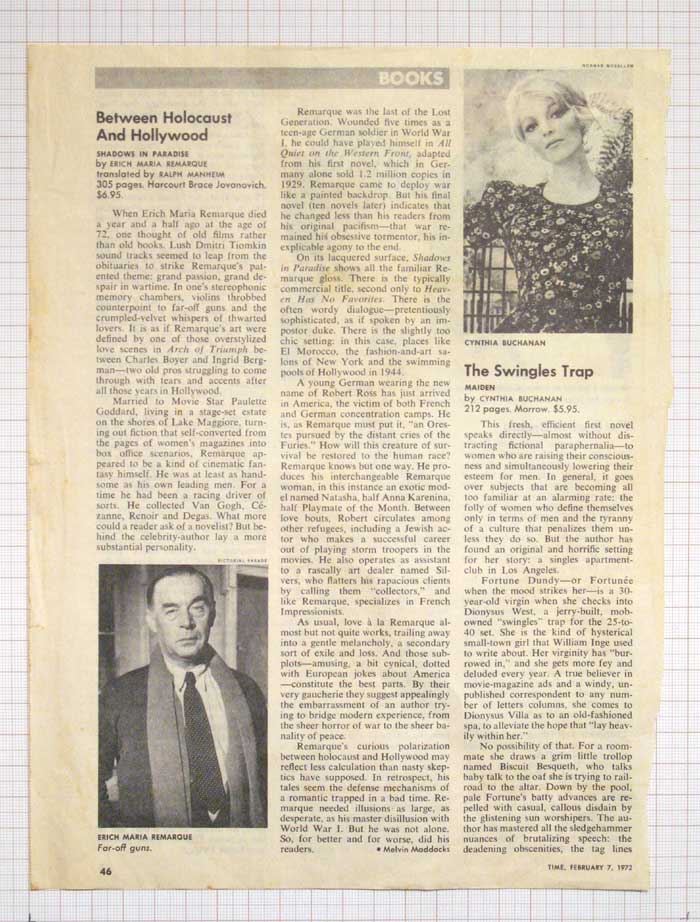 BOOKS
Between Holocaust
And Hollywood
SHADOWS IN PARADISE
by ERICH MARIA REMARQUE
translated by RALPH MANHEIM
305 pages. Harcourt Brace Jovanovich.
$6.95.
When Erich Maria Remarque died
a year and a half ago at the age of
72, one thought of old films rather
than old books. Lush Dmitri Tiomkin
sound tracks seemed to leap from the
obituaries to strike Remarque's pat-
ented theme: grand passion, grand de-
spair in wartime. In one's stereophonic
memory chambers, violins throbbed
counterpoint to far-off guns and the
crumpled-velvet whispers of thwarted
lovers. It is as if Remarque's art were
defined by one of those overstylized
love scenes in Arch of Triumph be-
tween Charles Boyer and Ingrid Berg-
man—two old pros struggling to come
through with tears and accents after
all those years in Hollywood.
Married to Movie Star Paulette
Goddard, living in a stage-set estate
on the shores of Lake Maggiore, turn-
ing out fiction that self-converted from
the pages of women's magazines into
box office scenarios, Remarque ap-
peared to be a kind of cinematic fan-
tasy himself. He was at least as hand-
some as his own leading men. For a
time he had been a racing driver of
sorts. He collected Van Gogh, Cé-
zanne, Renoir and Degas. What more
could a reader ask of a novelist? But be-
hind the celebrity-author lay a more
substantial personality.
PICTORIAL PARADE
ERICH MARIA REMARQUE
Far-off guns.
46
Remarque was the last of the Lost
Generation. Wounded five times as a
teen-age German soldier in World War
I, he could have played himself in All
Quiet on the Western Front, adapted
from his first novel, which in Ger-
many alone sold 1.2 million copies in
1929. Remarque came to deploy war
like a painted backdrop. But his final
novel (ten novels later) indicates that
he changed less than his readers from
his original pacifism—that war re-
mained his obsessive tormentor, his in-
explicable agony to the end.
On its lacquered surface, Shadows
in Paradise shows all the familiar Re-
marque gloss. There is the typically
commercial title, second only to Heav-
en Has No Favorites. There is the
often wordy dialogue—pretentiously
sophisticated, as if spoken by an im-
postor duke. There is the slightly too
chic setting: in this case, places like
El Morocco, the fashion-and-art sa-
lons of New York and the swimming
pools of Hollywood in 1944.
A young German wearing the new
name of Robert Ross has just arrived
in America, the victim of both French
and German concentration camps. He
is, as Remarque must put it, "an Ores-
tes pursued by the distant cries of the
Furies." How will this creature of sur-
vival be restored to the human race?
Remarque knows but one way. He pro-
duces his interchangeable Remarque
woman, in this instance an exotic mod-
el named Natasha, half Anna Karenina,
half Playmate of the Month. Between
love bouts, Robert circulates among
other refugees, including a Jewish ac-
tor who makes a successful career
out of playing storm troopers in the
movies. He also operates as assistant
to a rascally art dealer named Sil-
vers, who flatters his rapacious clients
by calling them "collectors," and
like Remarque, specializes in French
Impressionists.
As usual, love à la Remarque al-
most but not quite works, trailing away
into a gentle melancholy, a secondary
sort of exile and loss. And those sub-
plots—amusing, a bit cynical, dotted
with European jokes about America
—constitute the best parts. By their
very gaucherie they suggest appealingly
the embarrassment of an author try-
ing to bridge modern experience, from
the sheer horror of war to the sheer ba-
nality of peace.
Remarque's curious polarization
between holocaust and Hollywood may
reflect less calculation than nasty skep-
tics have supposed. In retrospect, his
tales seem the defense mechanisms of
a romantic trapped in a bad time. Re-
marque needed illusions as large, as
desperate, as his master disillusion with
World War I. But he was not alone.
So, for better and for worse, did his
readers. • Melvin Maddocks
CYNTHIA BUCHANAN
The Swingles Trap
MAIDEN
by CYNTHIA BUCHANAN
212 pages. Morrow. $5.95.
This fresh, efficient first novel
speaks directly—almost without dis-
tracting fictional paraphernalia—to
women who are raising their conscious-
ness and simultaneously lowering their
esteem for men. In general, it goes
over subjects that are becoming all
too familiar at an alarming rate: the
folly of women who define themselves
only in terms of men and the tyranny
of a culture that penalizes them un-
less they do so. But the author has
found an original and horrific setting
for her story: a singles apartment-
club in Los Angeles.
Fortune Dundy—or Fortunée
when the mood strikes her—is a 30-
year-old virgin when she checks into
Dionysus West, a jerry-built, mob-
owned "swingles" trap for the 25-to-
40 set. She is the kind of hysterical
small-town girl that William Inge used
to write about. Her virginity has "bur-
rowed in," and she gets more fey and
deluded every year. A true believer in
movie-magazine ads and a windy, un-
published correspondent to any num-
ber of letters columns, she comes to
Dionysus Villa as to an old-fashioned
spa, to alleviate the hope that "lay heav-
ily within her."
No possibility of that. For a room-
mate she draws a grim little trollop
named Biscuit Besqueth, who talks
baby talk to the oaf she is trying to rail-
road to the altar. Down by the pool,
pale Fortune's batty advances are re-
pelled with casual, callous disdain by
the glistening sun worshipers. The au-
thor has mastered all the sledgehammer
nuances of brutalizing speech: the
deadening obscenities, the tag lines
TIME, FEBRUARY 7, 1972